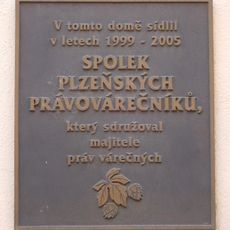 V tomto domě sídlil
v letech 1999 - 2005
SPOLEK
PLZEŇSKÝCH
PRÁVOVÁREČNÍKŮ,
který sdružoval
majitele
práv várečných